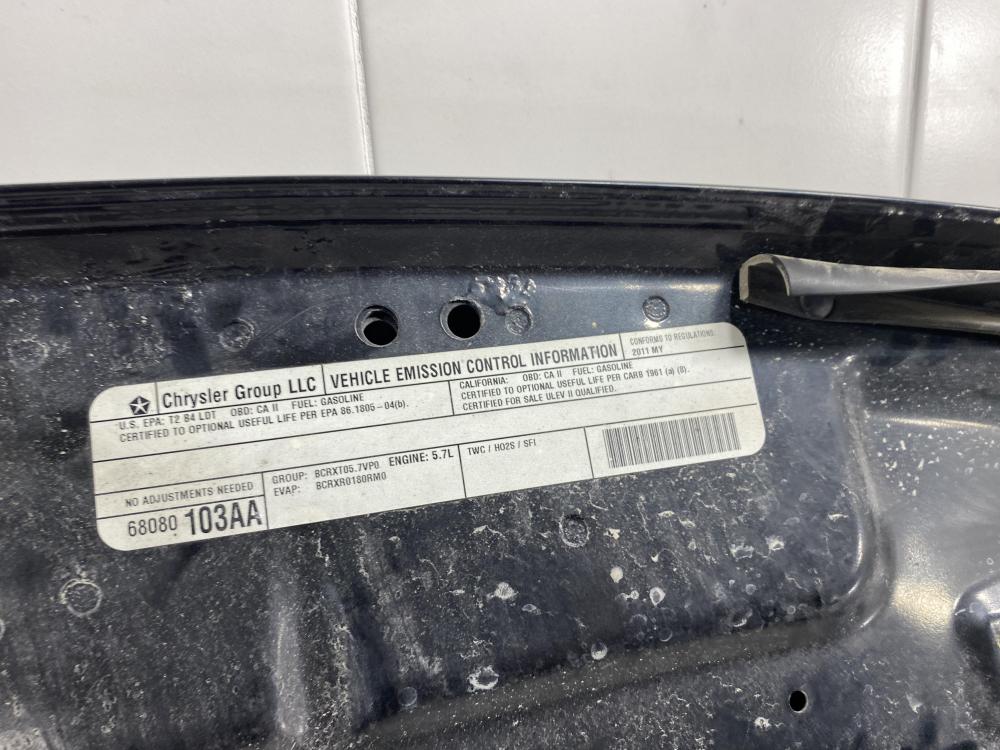 Chrysler Group LLC
VEHICLE EMISSION CONTROL INFORMATION
CONFORMS TO REGULATIONS:
2011 MY
U.S. EPA: T2 B4 LDT OBD: CA II FUEL: GASOLINE
CERTIFIED TO OPTIONAL USEFUL LIFE PER EPA 86.1805-04(b).
CALIFORNIA: OBD: CA II FUEL: GASOLINE
CERTIFIED TO OPTIONAL USEFUL LIFE PER CARB 1961 (a) (8).
CERTIFIED FOR SALE ULEV II QUALIFIED.
NO ADJUSTMENTS NEEDED
68080 103AA
GROUP: BCRXT05.7VP0 ENGINE: 5.7L
EVAP: BCRXR0180RM0
TWC / HO2S / SFI